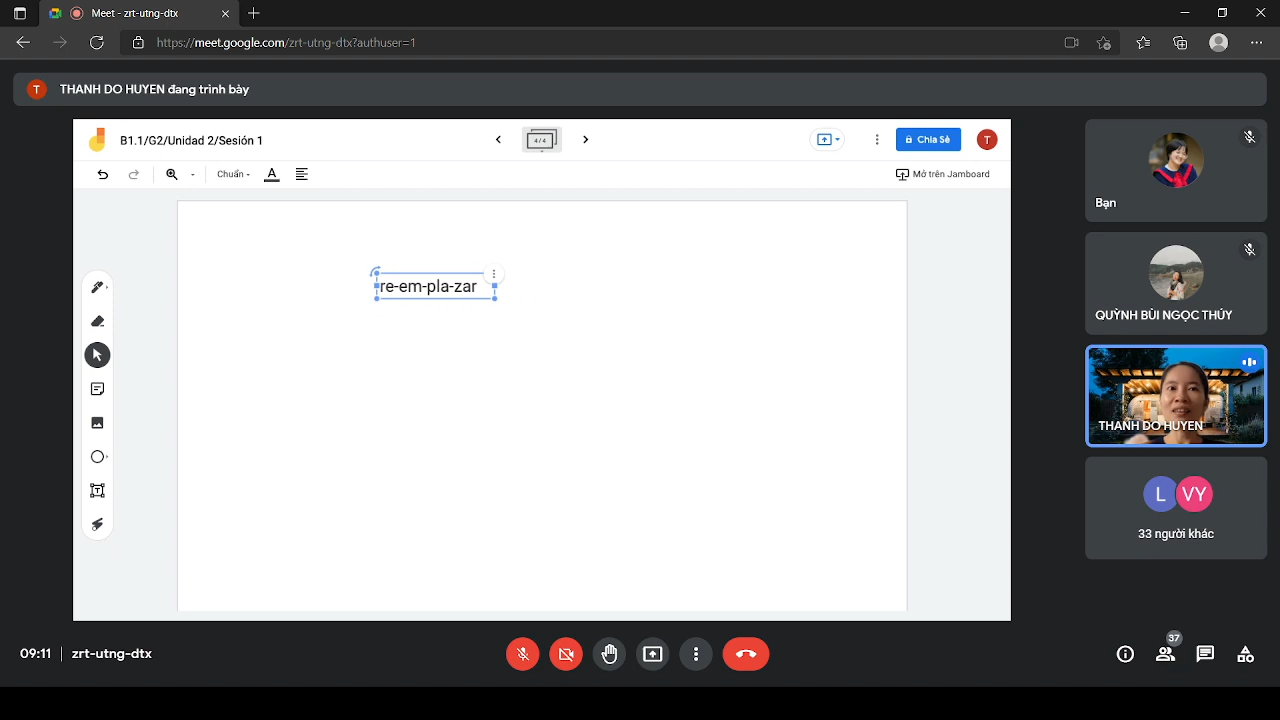 Meet - zrt-utng-dtx
https://meet.google.com/zrt-utng-dtx?authuser=1
T
THANH DO HUYEN đang trình bày
B1.1/G2/Unidad 2/Sesión 1
4 / 4
Chia Sẻ
T
Chuẩn
A
Mở trên Jamboard
re-em-pla-zar
Bạn
QUỲNH BÙI NGỌC THÚY
THANH DO HUYEN
L
VY
33 người khác
09:11
zrt-utng-dtx
37